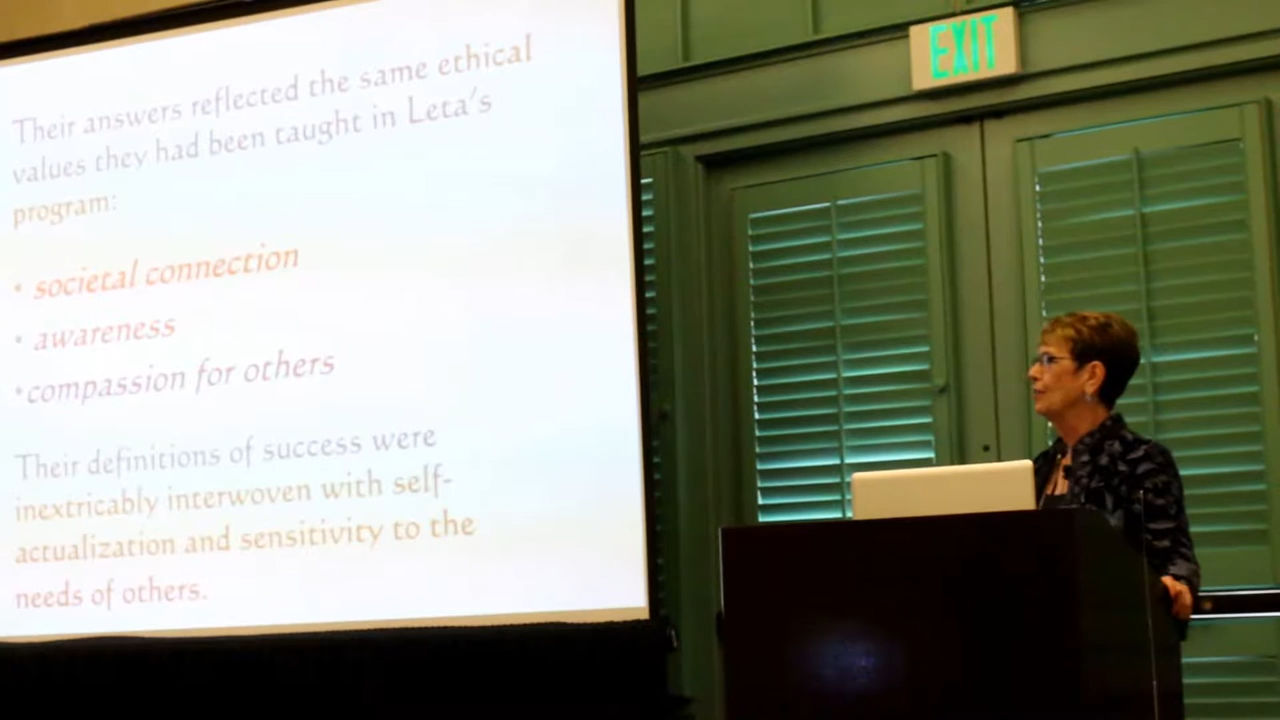 Their answers reflected the same ethical
values they had been taught in Leta's
program:
• societal connection
• awareness
•compassion for others
Their definitions of success were
inextricably interwoven with self-
actualization and sensitivity to the
needs of others.
EXIT